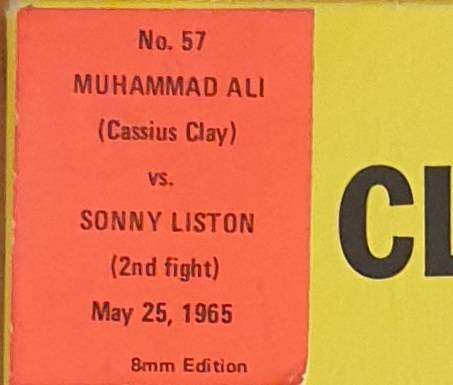 No. 57
MUHAMMAD ALI
(Cassius Clay)
vs.
SONNY LISTON
(2nd fight)
May 25, 1965
8mm Edition